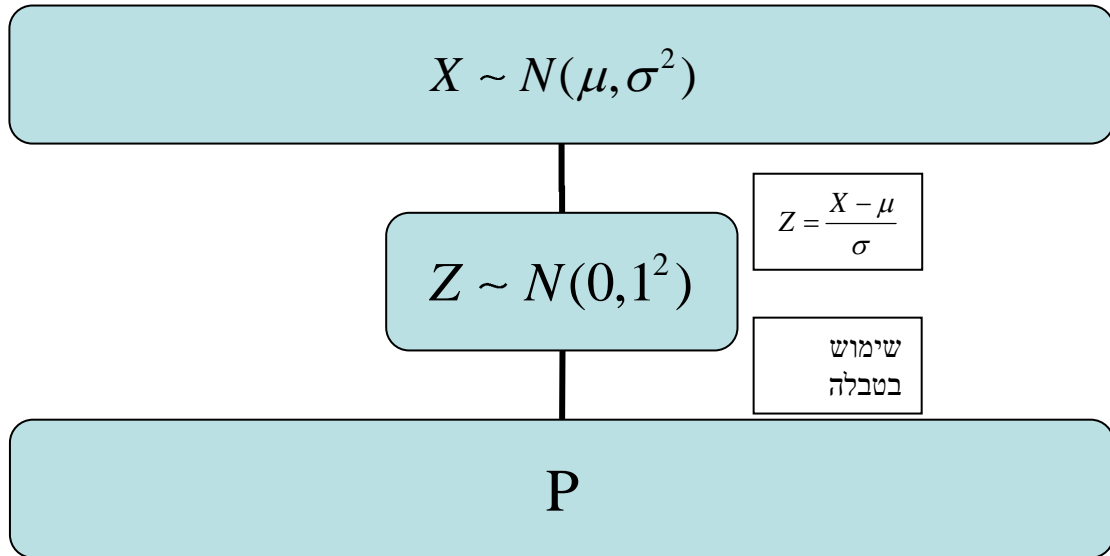 X ~ N(μ,σ²)
Z = (X − μ) / σ
Z ~ N(0,1²)
שימוש
בטבלה
P